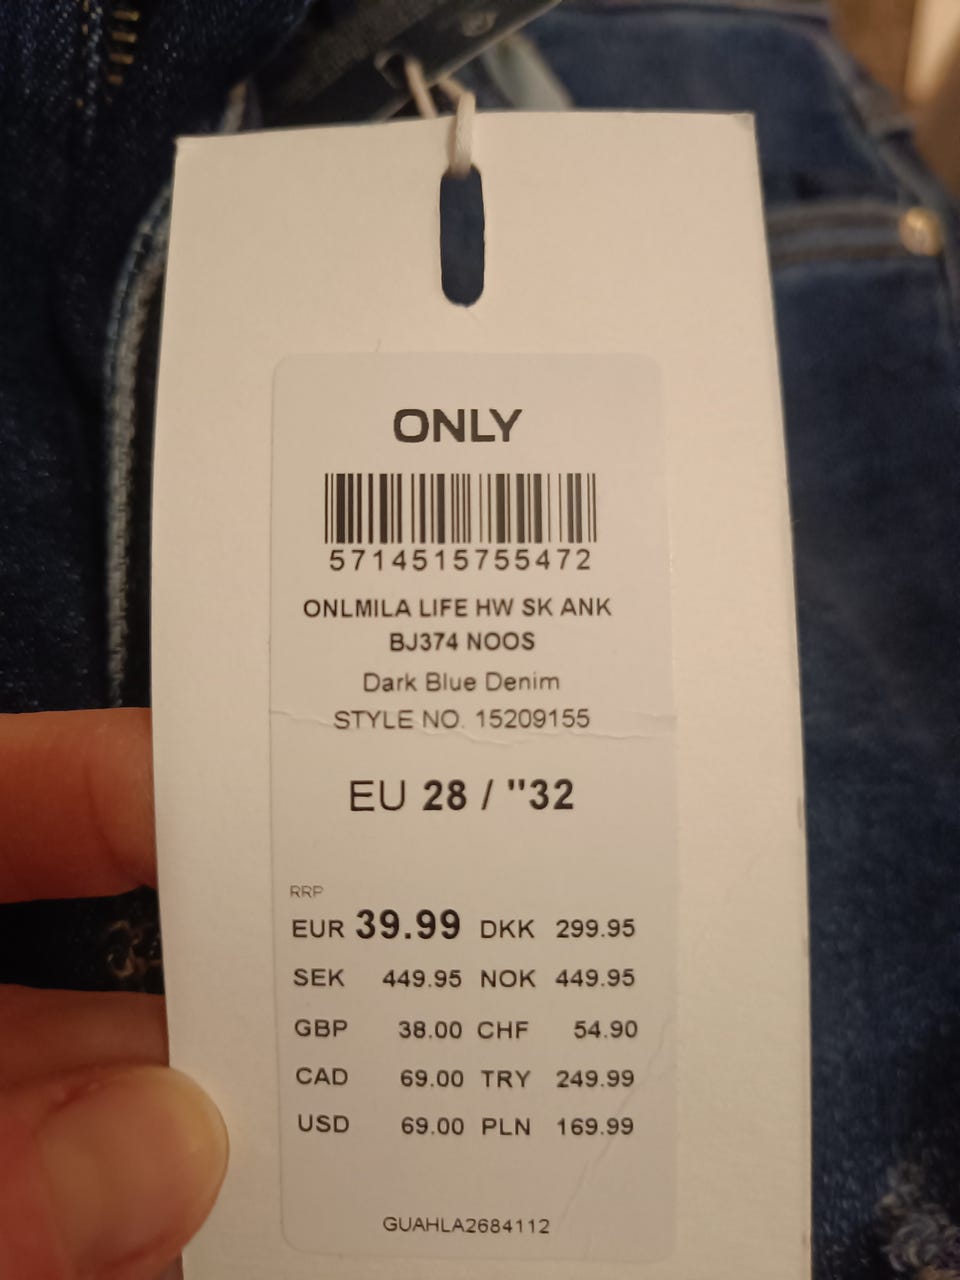 ONLY
5714515755472
ONLMILA LIFE HW SK ANK
BJ374 NOOS
Dark Blue Denim
STYLE NO. 15209155
EU 28 / "32
RRP
EUR 39.99 DKK 299.95
SEK 449.95 NOK 449.95
GBP 38.00 CHF 54.90
CAD 69.00 TRY 249.99
USD 69.00 PLN 169.99
GUAHLA2684112